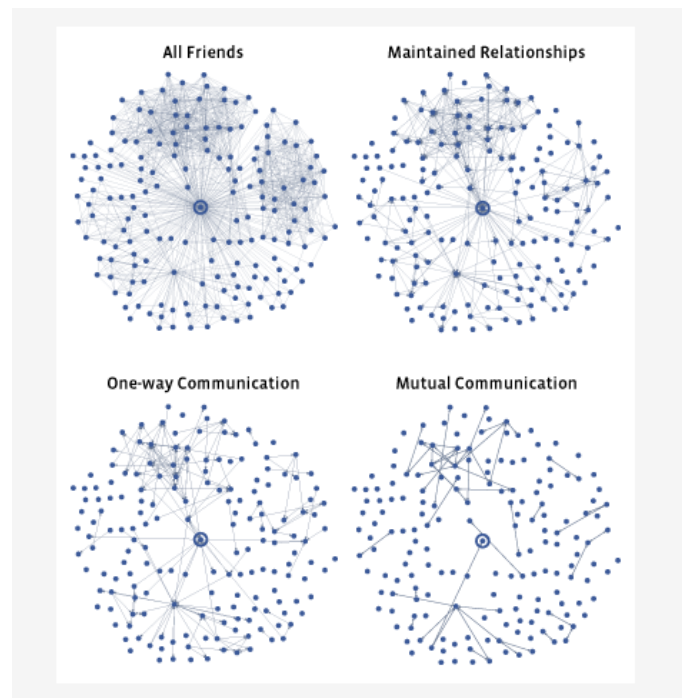 All Friends
Maintained Relationships
One-way Communication
Mutual Communication